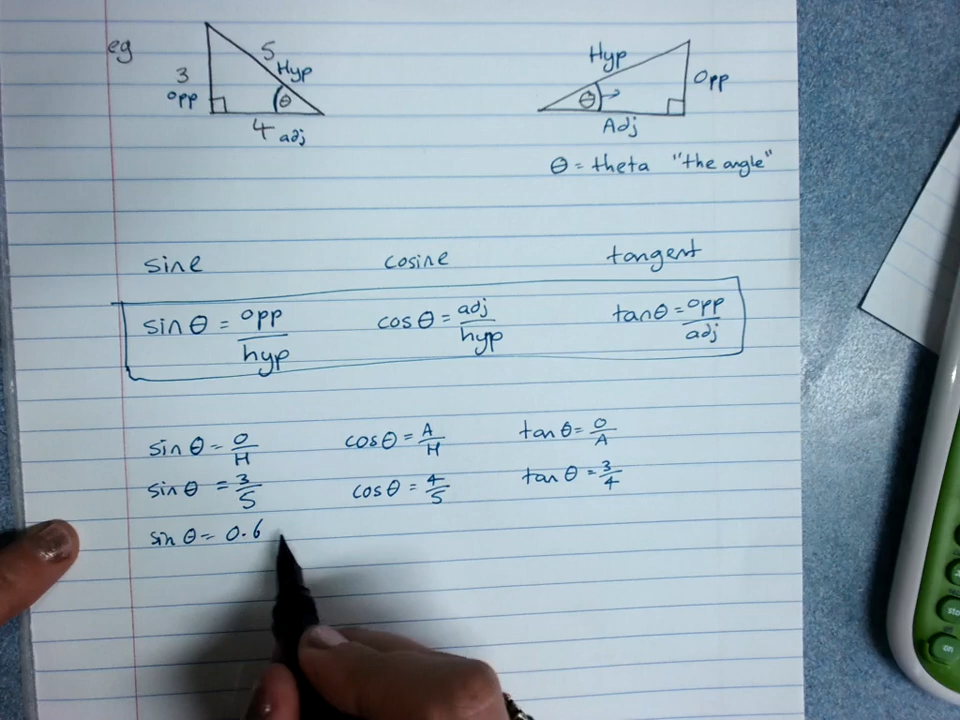 eg
5
Hyp
3
opp
θ
4 adj
Hyp
opp
θ
Adj
θ = theta "the angle"
sine cosine tangent
sin θ = opp/hyp cos θ = adj/hyp tan θ = opp/adj
sin θ = O/H cos θ = A/H tan θ = O/A
sin θ = 3/5 cos θ = 4/5 tan θ = 3/4
sin θ = 0.6
on